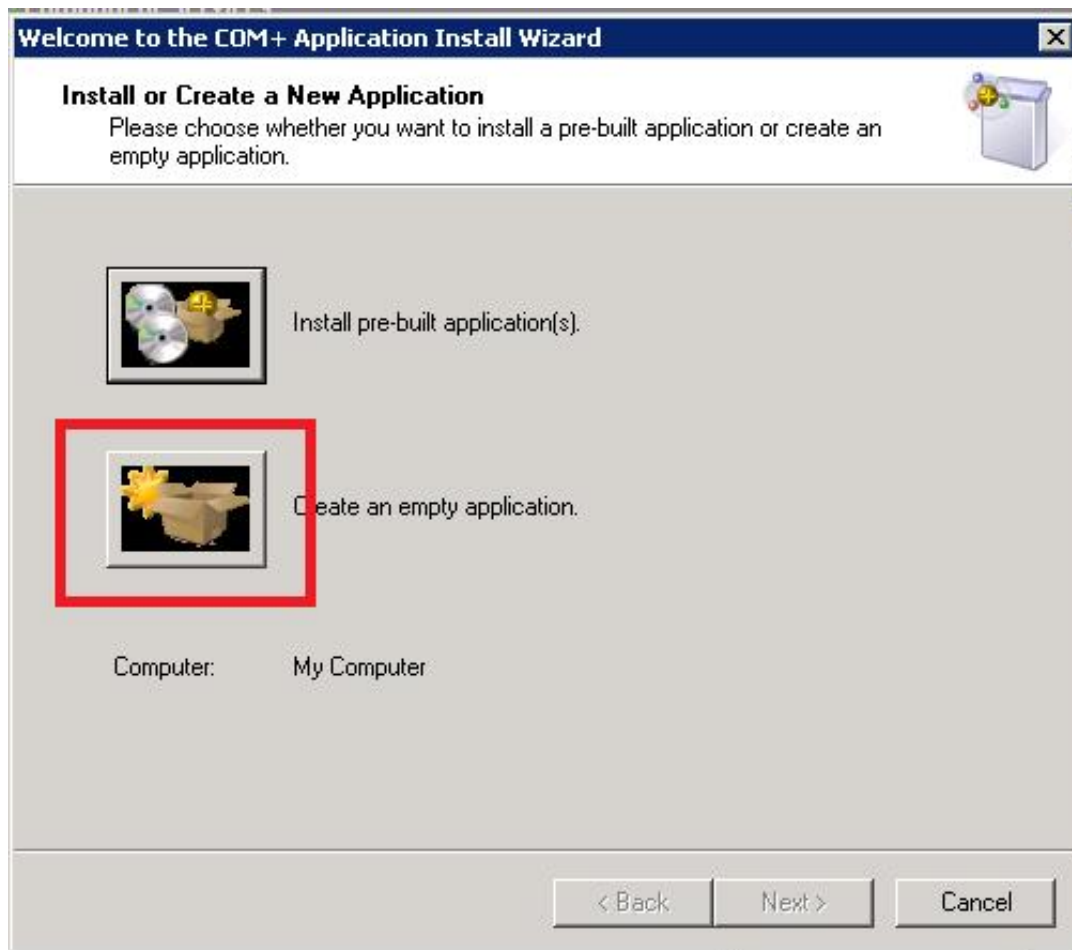 Welcome to the COM+ Application Install Wizard
Install or Create a New Application
Please choose whether you want to install a pre-built application or create an
empty application.
Install pre-built application(s).
Create an empty application.
Computer: My Computer
< Back Next > Cancel